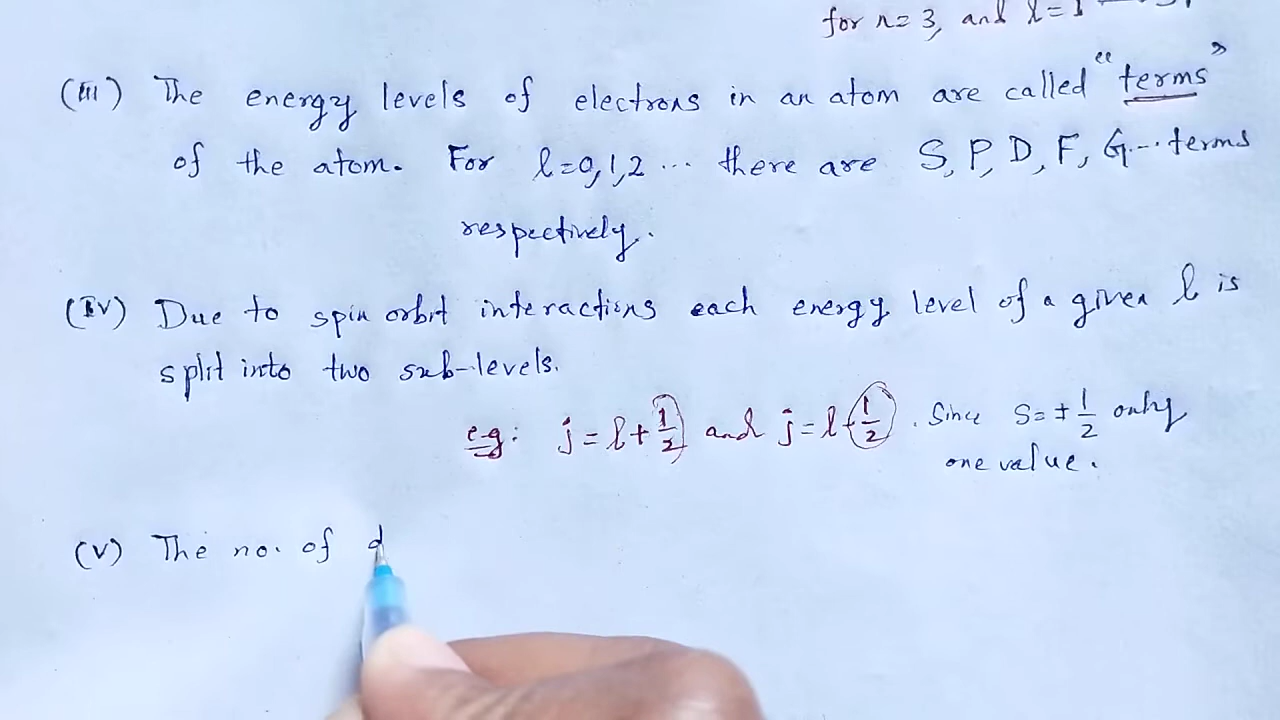 for n=3, and l=1
(III) The energy levels of electrons in an atom are called "terms"
of the atom. For l=0,1,2 ... there are S, P, D, F, G... terms
respectively.
(IV) Due to spin orbit interactions each energy level of a given l is
split into two sub-levels.
e.g: j = l + 1/2 and j = l - 1/2. Since S = ± 1/2 only
one value.
(V) The no. of d